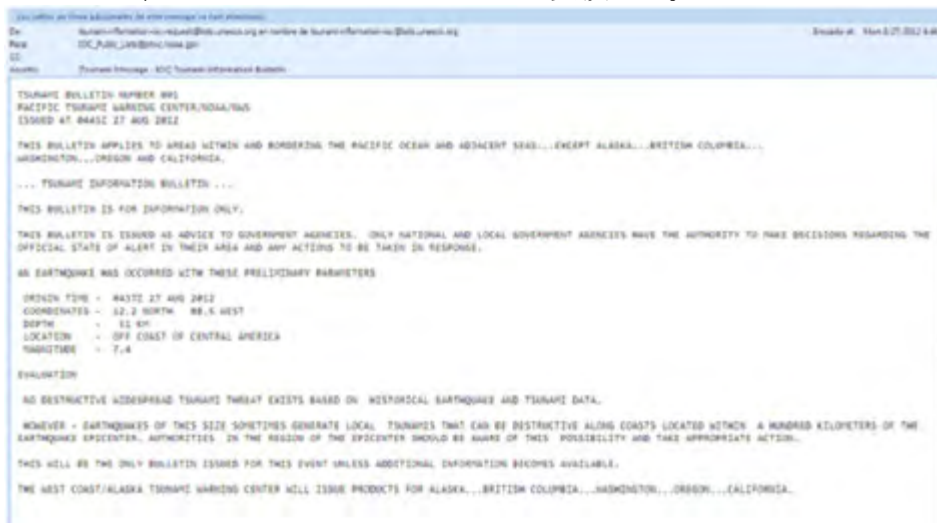 De:
Para:
CC:
Asunto: Tsunami Message - IOC Tsunami Information Bulletin
TSUNAMI BULLETIN NUMBER 001
PACIFIC TSUNAMI WARNING CENTER/NOAA/NWS
ISSUED AT 0445Z 27 AUG 2012
THIS BULLETIN APPLIES TO AREAS WITHIN AND BORDERING THE PACIFIC OCEAN AND ADJACENT SEAS...EXCEPT ALASKA...BRITISH COLUMBIA...
WASHINGTON...OREGON AND CALIFORNIA.
... TSUNAMI INFORMATION BULLETIN ...
THIS BULLETIN IS FOR INFORMATION ONLY.
THIS BULLETIN IS ISSUED AS ADVICE TO GOVERNMENT AGENCIES. ONLY NATIONAL AND LOCAL GOVERNMENT AGENCIES HAVE THE AUTHORITY TO MAKE DECISIONS REGARDING THE
OFFICIAL STATE OF ALERT IN THEIR AREA AND ANY ACTIONS TO BE TAKEN IN RESPONSE.
AN EARTHQUAKE HAS OCCURRED WITH THESE PRELIMINARY PARAMETERS
ORIGIN TIME - 0437Z 27 AUG 2012
COORDINATES - 12.2 NORTH 88.5 WEST
DEPTH - 11 KM
LOCATION - OFF COAST OF CENTRAL AMERICA
MAGNITUDE - 7.4
EVALUATION
NO DESTRUCTIVE WIDESPREAD TSUNAMI THREAT EXISTS BASED ON HISTORICAL EARTHQUAKE AND TSUNAMI DATA.
HOWEVER - EARTHQUAKES OF THIS SIZE SOMETIMES GENERATE LOCAL TSUNAMIS THAT CAN BE DESTRUCTIVE ALONG COASTS LOCATED WITHIN A HUNDRED KILOMETERS OF THE
EARTHQUAKE EPICENTER. AUTHORITIES IN THE REGION OF THE EPICENTER SHOULD BE AWARE OF THIS POSSIBILITY AND TAKE APPROPRIATE ACTION.
THIS WILL BE THE ONLY BULLETIN ISSUED FOR THIS EVENT UNLESS ADDITIONAL INFORMATION BECOMES AVAILABLE.
THE WEST COAST/ALASKA TSUNAMI WARNING CENTER WILL ISSUE PRODUCTS FOR ALASKA...BRITISH COLUMBIA...WASHINGTON...OREGON...CALIFORNIA.